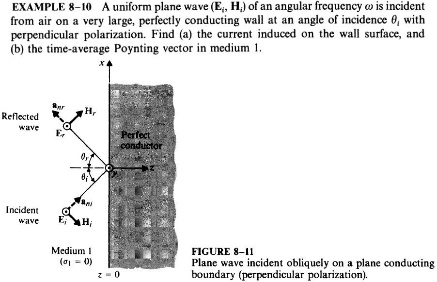 EXAMPLE 8–10 A uniform plane wave (Ei, Hi) of an angular frequency ω is incident
from air on a very large, perfectly conducting wall at an angle of incidence θi with
perpendicular polarization. Find (a) the current induced on the wall surface, and
(b) the time-average Poynting vector in medium 1.
x
anr
Hr
Reflected
wave
Er
Perfect
conductor
θr
θi
y
z
ani
Incident
wave
Ei
Hi
Medium 1
(σ1 = 0)
z = 0
FIGURE 8–11
Plane wave incident obliquely on a plane conducting
boundary (perpendicular polarization).